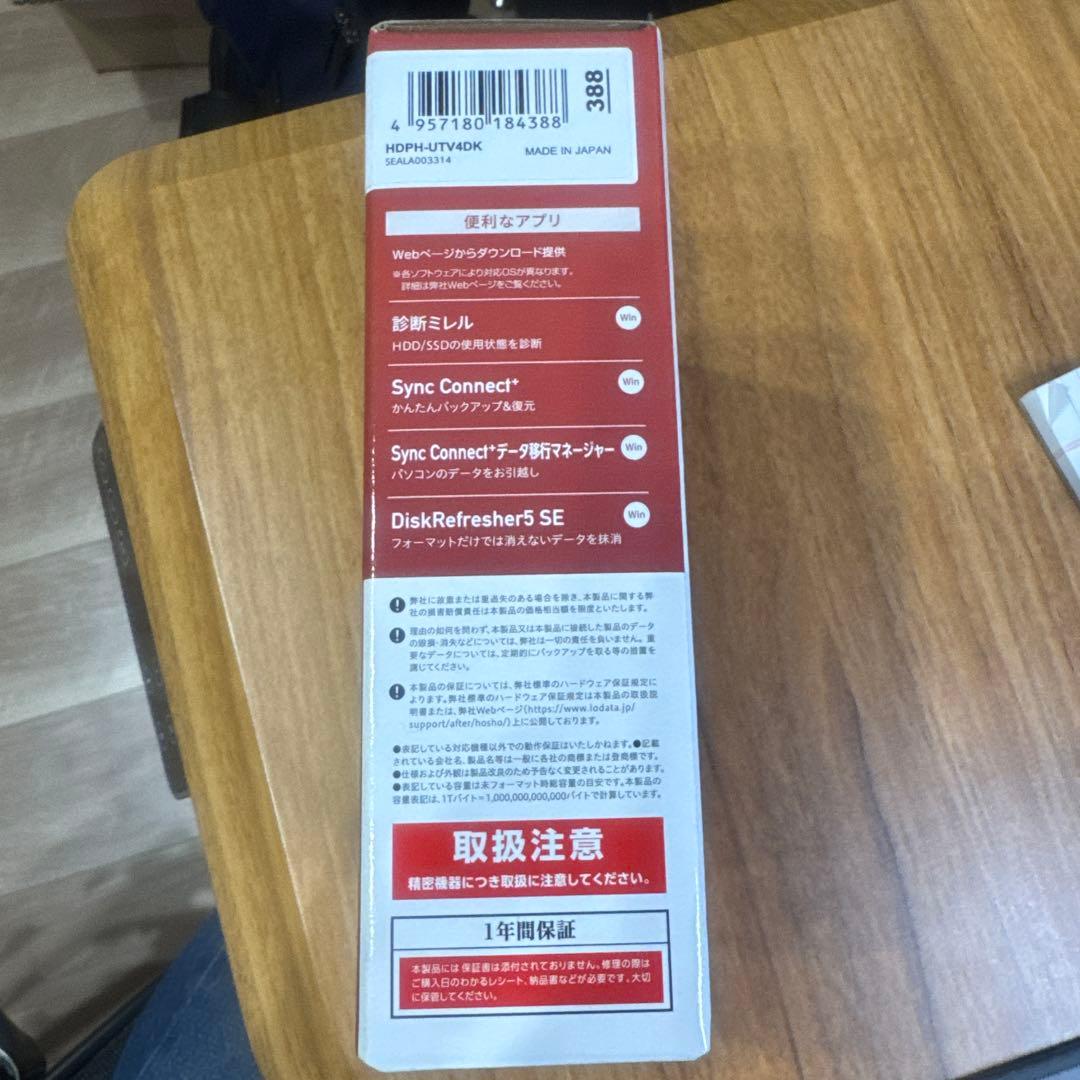 388
4 957180 184388
HDPH-UTV4DK
SEALA003314
MADE IN JAPAN
便利なアプリ
Webページからダウンロード提供
※各ソフトウェアにより対応OSが異なります。
詳細は弊社Webページをご覧ください。
診断ミレル
Win
HDD/SSDの使用状態を診断
Sync Connect+
Win
かんたんバックアップ&復元
Sync Connect+データ移行マネージャー
Win
パソコンのデータをお引越し
DiskRefresher5 SE
Win
フォーマットだけでは消えないデータを抹消
弊社に故意または重過失のある場合を除き、本製品に関する弊
社の損害賠償責任は本製品の価格相当額を限度といたします。
理由の如何を問わず、本製品又は本製品に接続した製品のデータ
の毀損・消失などについては、弊社は一切の責任を負いません。重
要なデータについては、定期的にバックアップを取る等の措置を
講じてください。
本製品の保証については、弊社標準のハードウェア保証規定に
よります。弊社標準のハードウェア保証規定は本製品の取扱説
明書または、弊社Webページ(https://www.iodata.jp/
support/after/hosho/)上に公開しております。
●表記している対応機種以外での動作保証はいたしかねます。●記載
されている会社名、製品名等は一般に各社の商標または登商標です。
●仕様および外観は製品改良のため予告なく変更されることがあります。
●表記している容量は未フォーマット時総容量の目安です。本製品の
容量表記は、1Tバイト=1,000,000,000,000バイトで計算しています。
取扱注意
精密機器につき取扱に注意してください。
1年間保証
本製品には保証書は添付されておりません。修理の際は
ご購入日のわかるレシート、納品書などが必要です。大切
に保管してください。